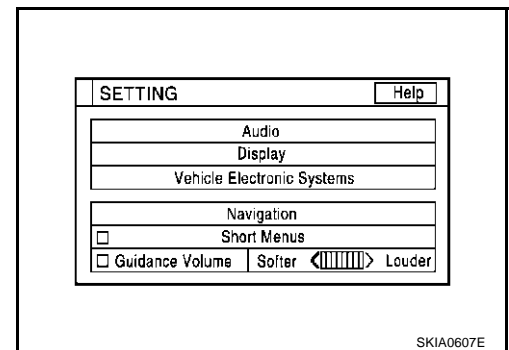 SETTING Help
Audio
Display
Vehicle Electronic Systems
Navigation
Short Menus
Guidance Volume Softer Louder
SKIA0607E